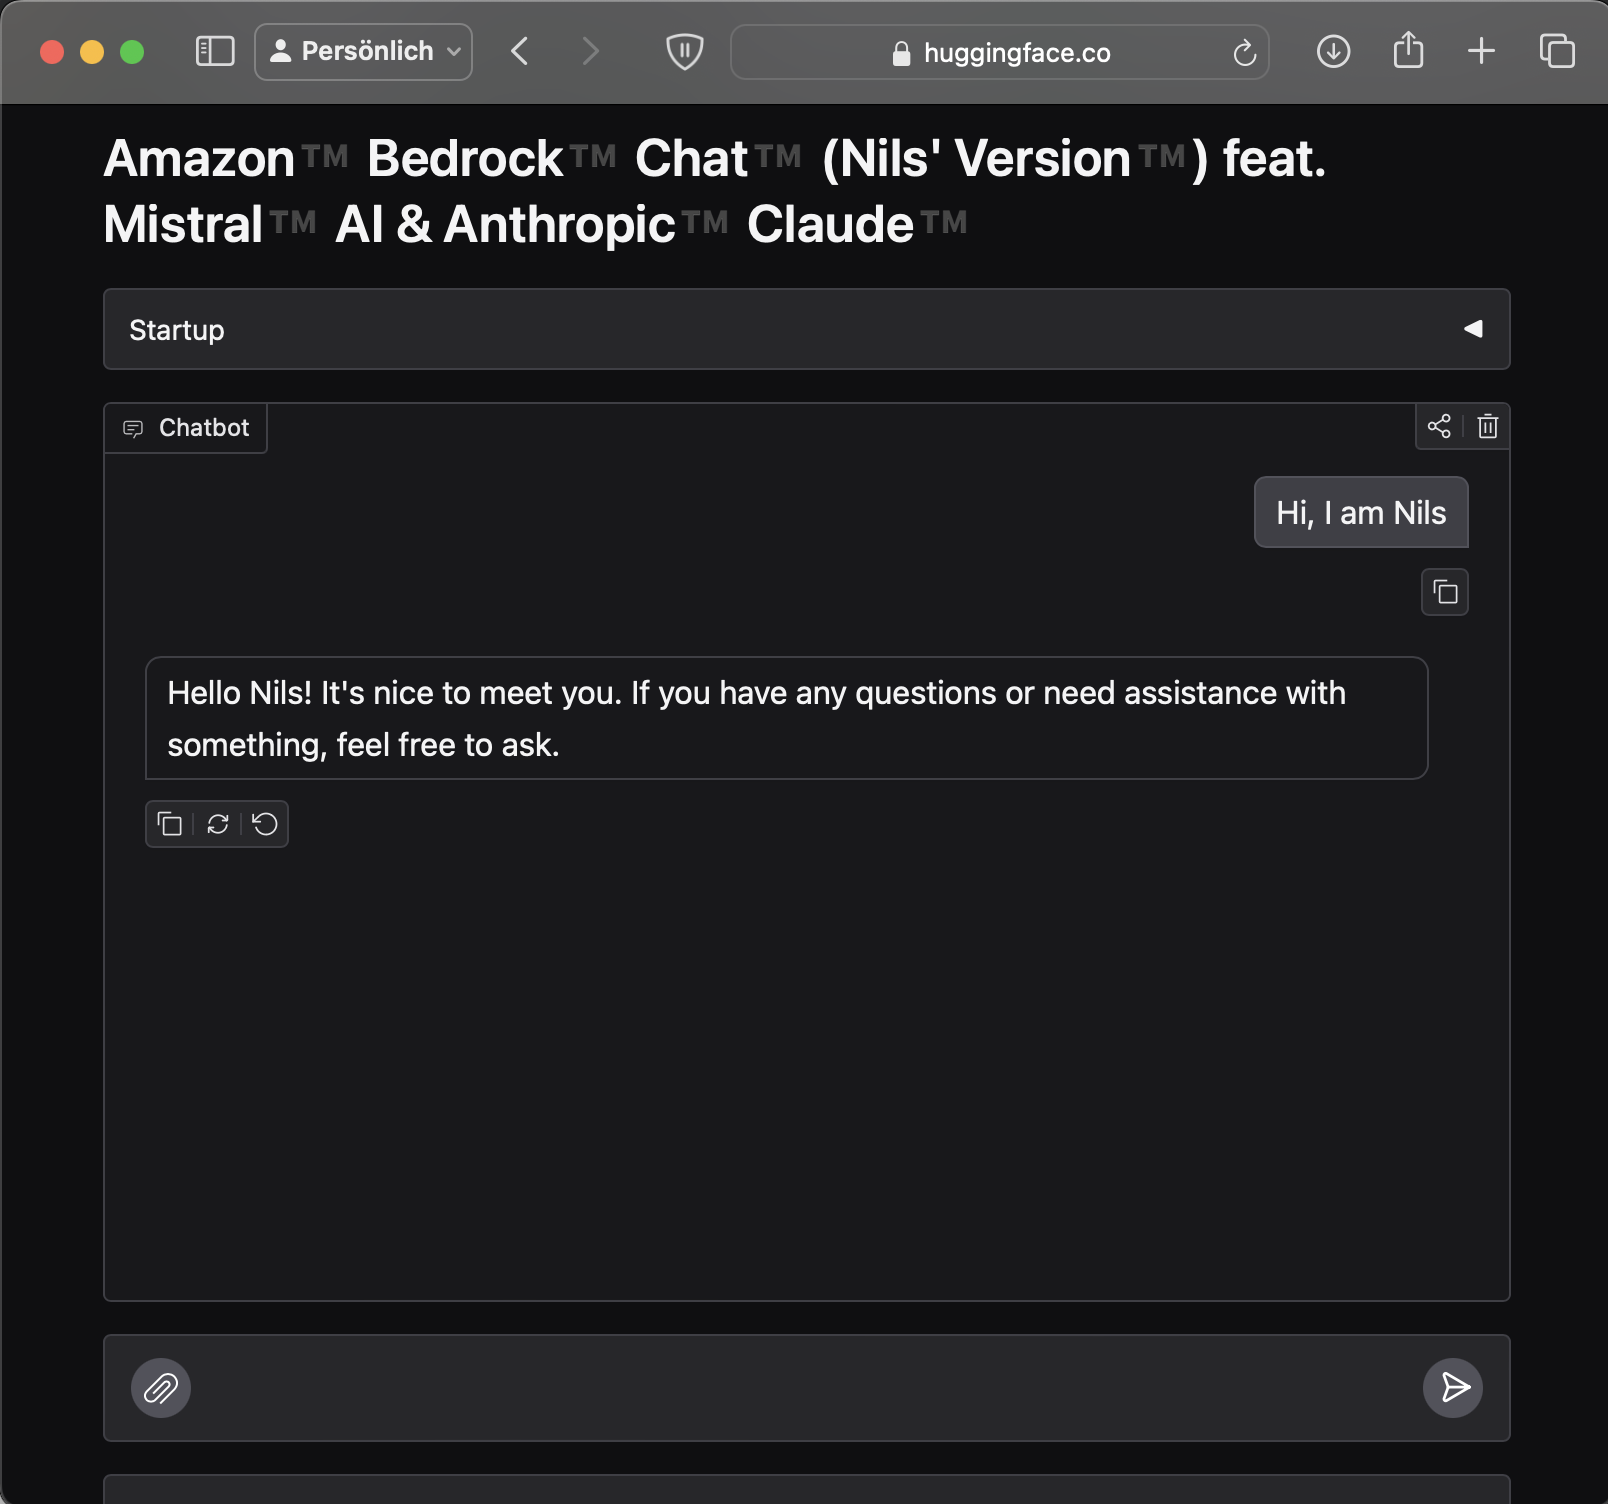 Persönlich
huggingface.co
Amazon™ Bedrock™ Chat™ (Nils' Version™) feat.
Mistral™ AI & Anthropic™ Claude™
Startup
Chatbot
Hi, I am Nils
Hello Nils! It's nice to meet you. If you have any questions or need assistance with
something, feel free to ask.